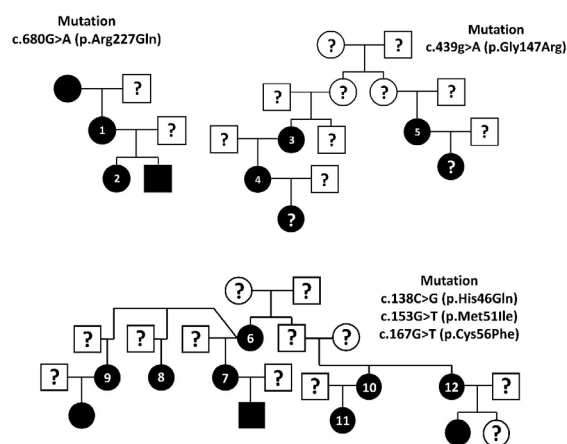 Mutation
c.680G>A (p.Arg227Gln)
?
1 ?
2
Mutation
c.439g>A (p.Gly147Arg)
? ?
? ? ?
? 3 ? 5 ?
4 ? ?
?
Mutation
c.138C>G (p.His46Gln)
c.153G>T (p.Met51Ile)
c.167G>T (p.Cys56Phe)
? ?
? ? ? 6 ? ?
? 9 8 7 ? ? 10 12 ?
11 ?